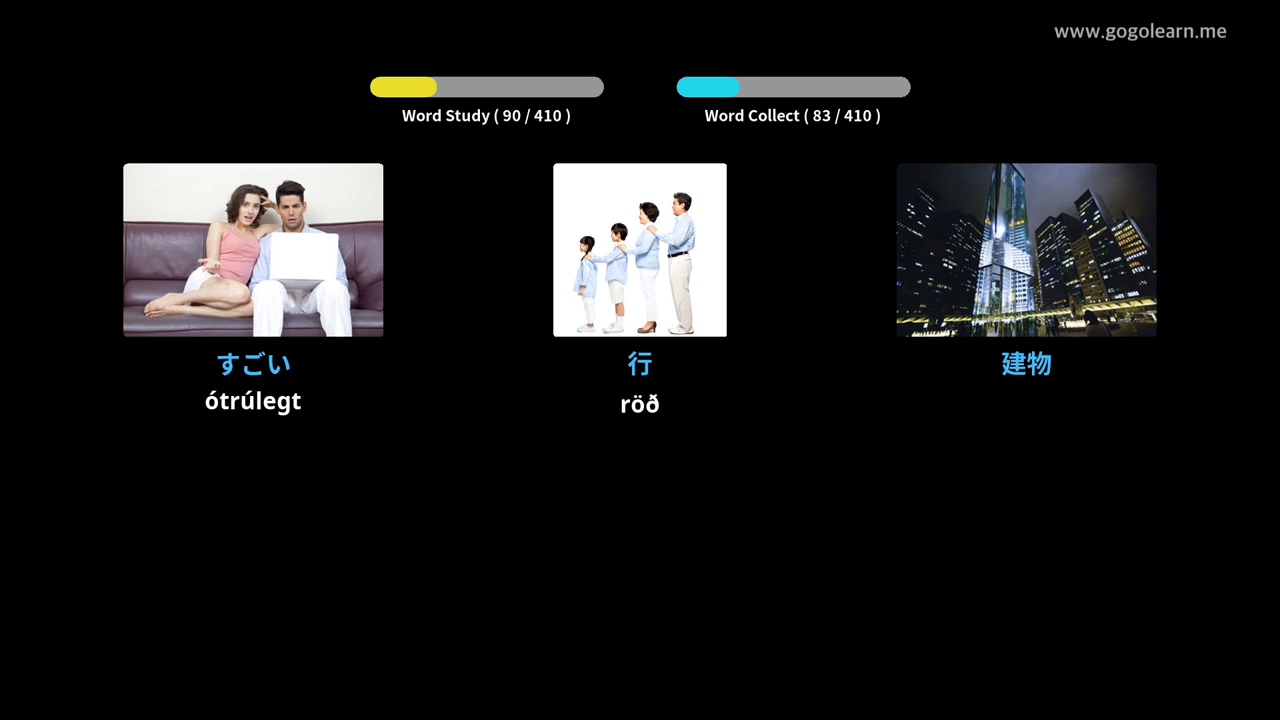 www.gogolearn.me
Word Study ( 90 / 410 )
Word Collect ( 83 / 410 )
すごい
ótrúlegt
行
röð
建物